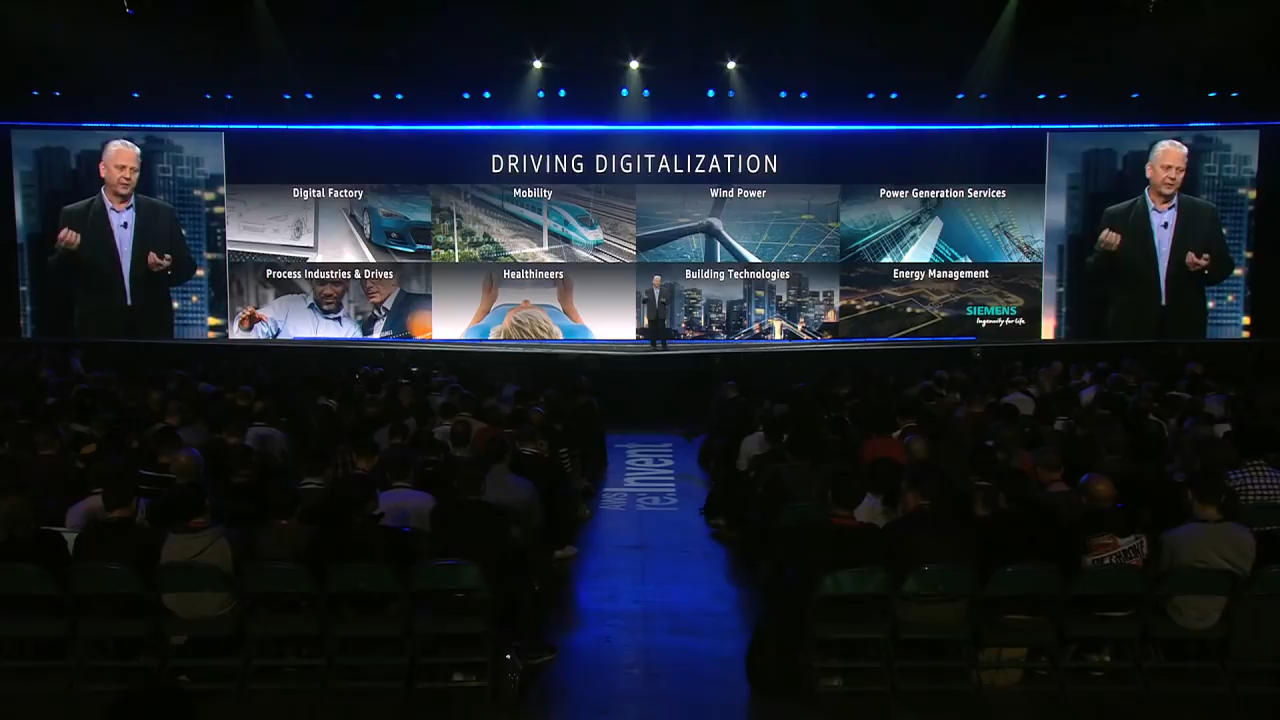 DRIVING DIGITALIZATION
Digital Factory
Mobility
Wind Power
Power Generation Services
Process Industries & Drives
Healthineers
Building Technologies
Energy Management
SIEMENS
Ingenuity for life
AWS
re:Invent